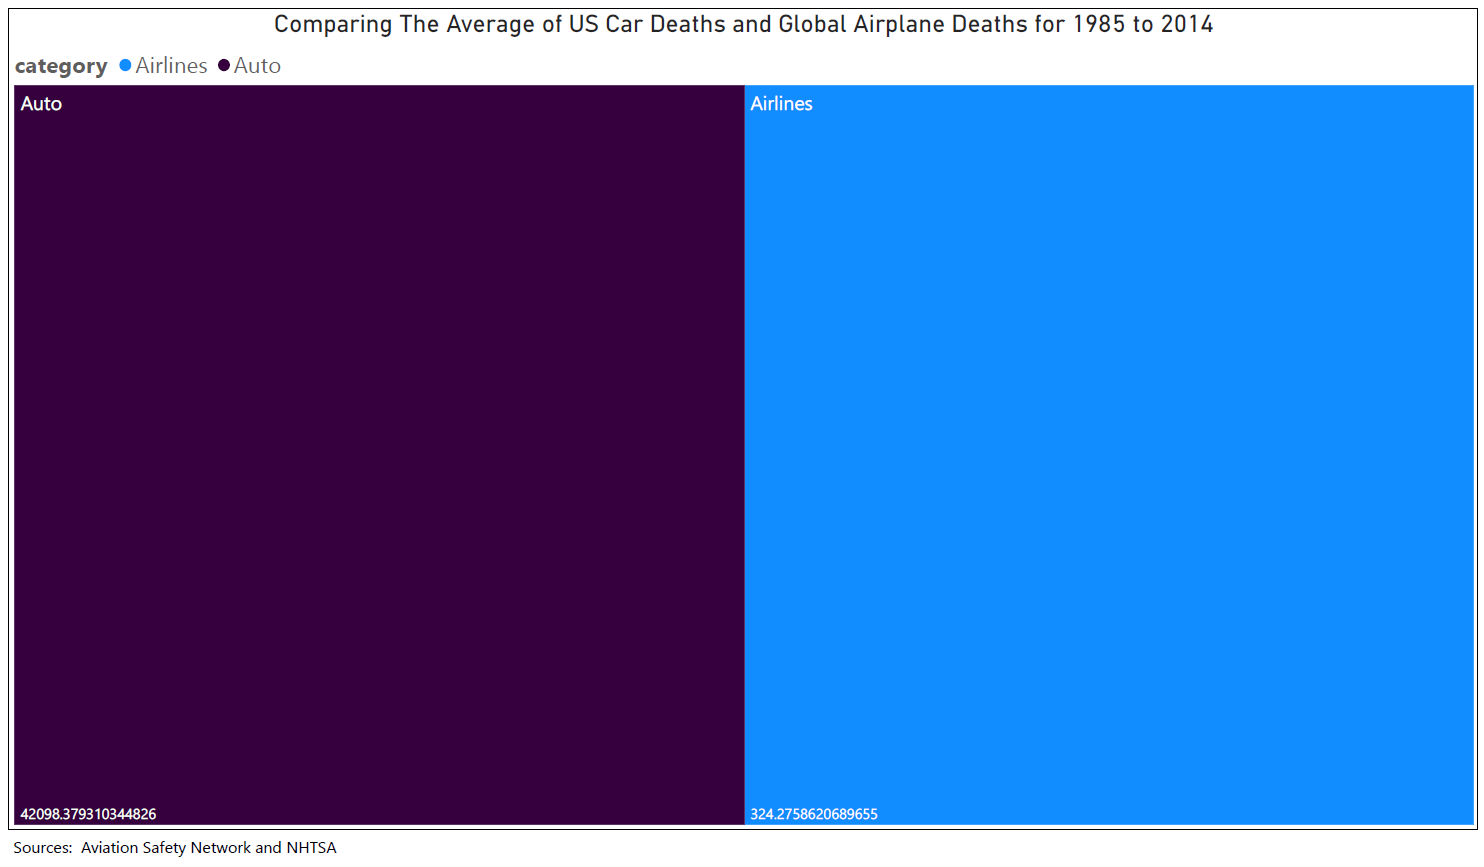 Comparing The Average of US Car Deaths and Global Airplane Deaths for 1985 to 2014
category Airlines Auto
Auto
Airlines
42098.379310344826
324.2758620689655
Sources:  Aviation Safety Network and NHTSA